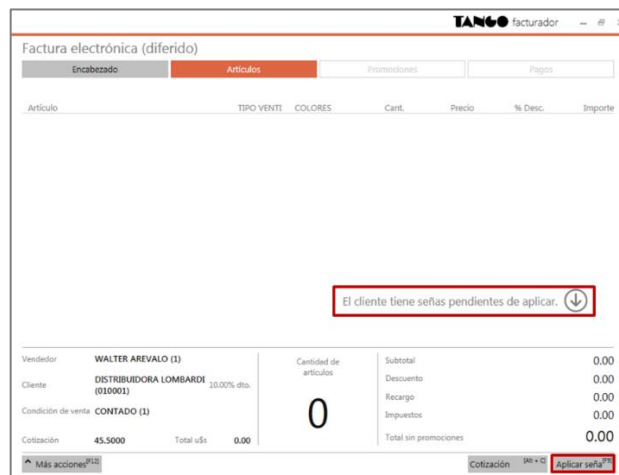 TANGO facturador
Factura electrónica (diferido)
Encabezado Artículos Promociones Pagos
Artículo TIPO VENTI COLORES Cant. Precio % Desc. Importe
El cliente tiene señas pendientes de aplicar.
Vendedor WALTER AREVALO (1)
Cliente DISTRIBUIDORA LOMBARDI (010001) 10.00% dto.
Condición de venta CONTADO (1)
Cotización 45.5000 Total u$s 0.00
Cantidad de
artículos
0
Subtotal 0.00
Descuento 0.00
Recargo 0.00
Impuestos 0.00
Total sin promociones 0.00
Más acciones [F12] Cotización [Alt + C] Aplicar seña [F9]